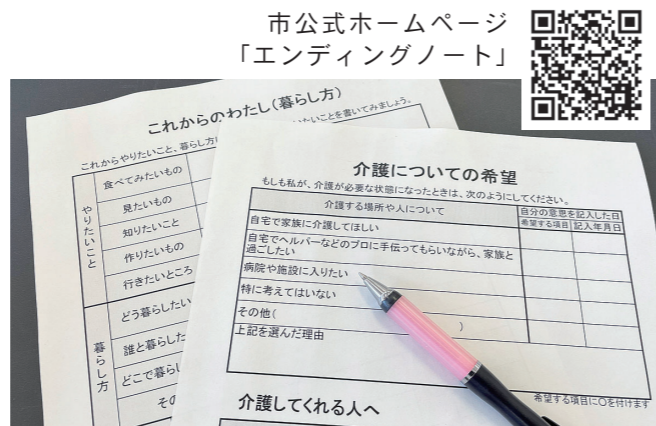 市公式ホームページ
「エンディングノート」
これからのわたし(暮らし方)
これからやりたいこと、暮らし方
いたいことを書いてみましょう。
やりたいこと
食べてみたいもの
見たいもの
知りたいこと
作りたいもの
行きたいところ
暮らし方
どう暮らしたい
誰と暮らした
どこで暮らし
その
介護についての希望
もしも私が、介護が必要な状態になったときは、次のようにしてください。
介護する場所や人について
自分の意思を記入した日
希望する項目
記入年月日
自宅で家族に介護してほしい
自宅でヘルパーなどのプロに手伝ってもらいながら、家族と
過ごしたい
病院や施設に入りたい
特に考えてはいない
その他( )
上記を選んだ理由
希望する項目に○を付けます
介護してくれる人へ